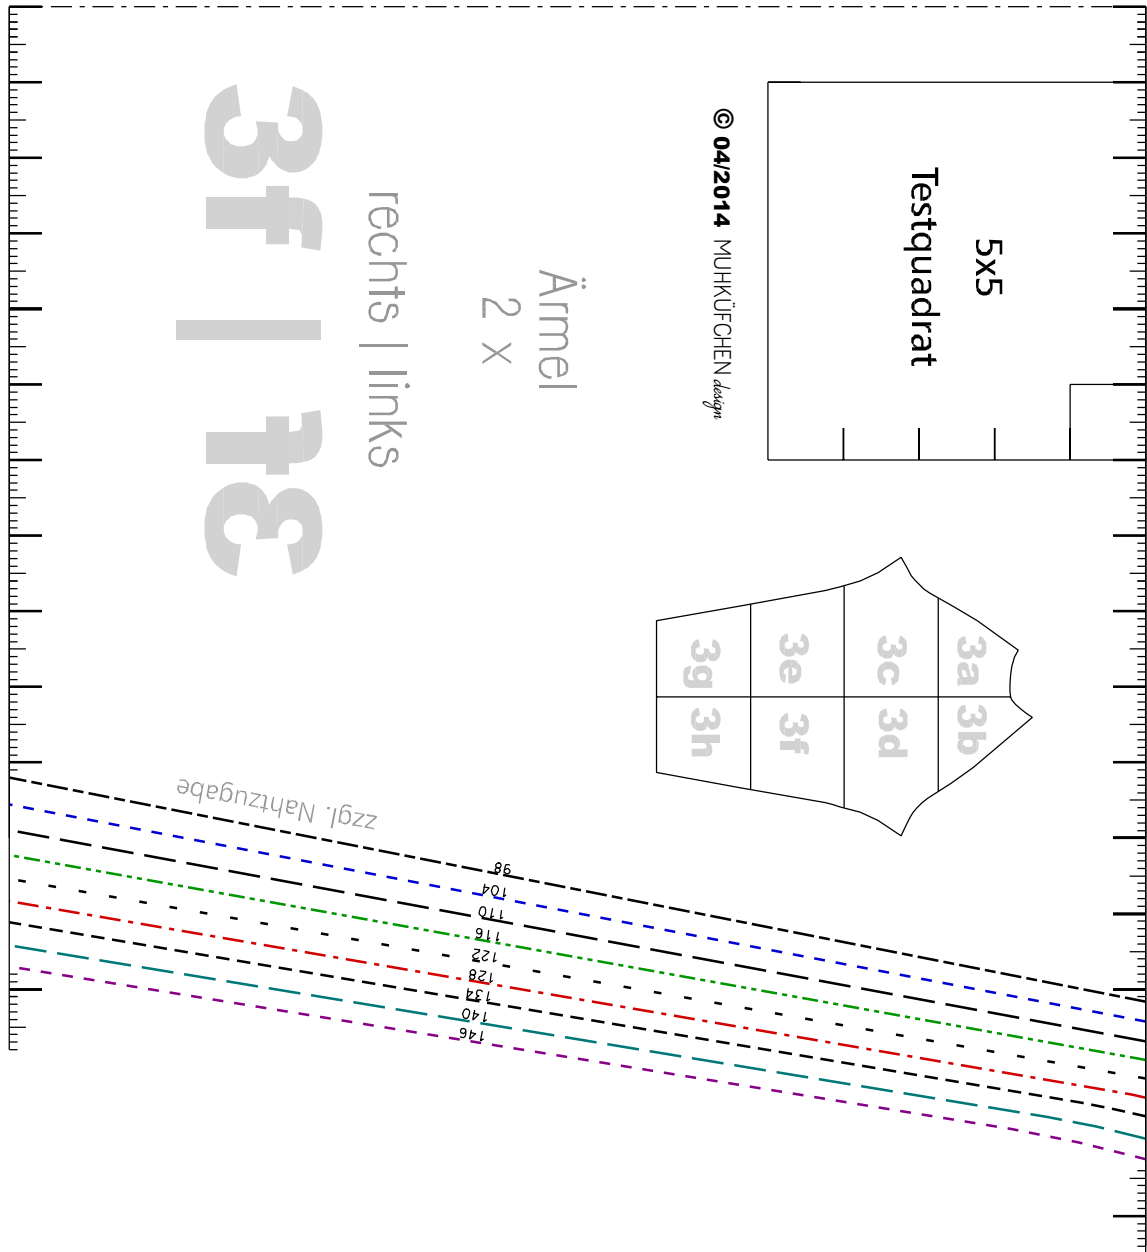 5x5
Testquadrat
© 04/2014 MUHKÜFCHEN design
Ärmel
2 x
rechts | links
3f | 3f
3a
3b
3c
3d
3e
3f
3g
3h
zzgl. Nahtzugabe
98
104
110
116
122
128
134
140
146